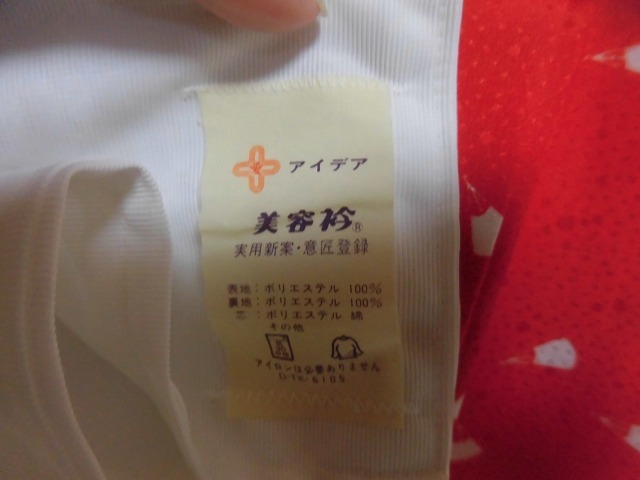 アイデア
美容衿®
実用新案・意匠登録
表地：ポリエステル 100%
裏地：ポリエステル 100%
芯：ポリエステル 綿
その他
アイロンは必要ありません